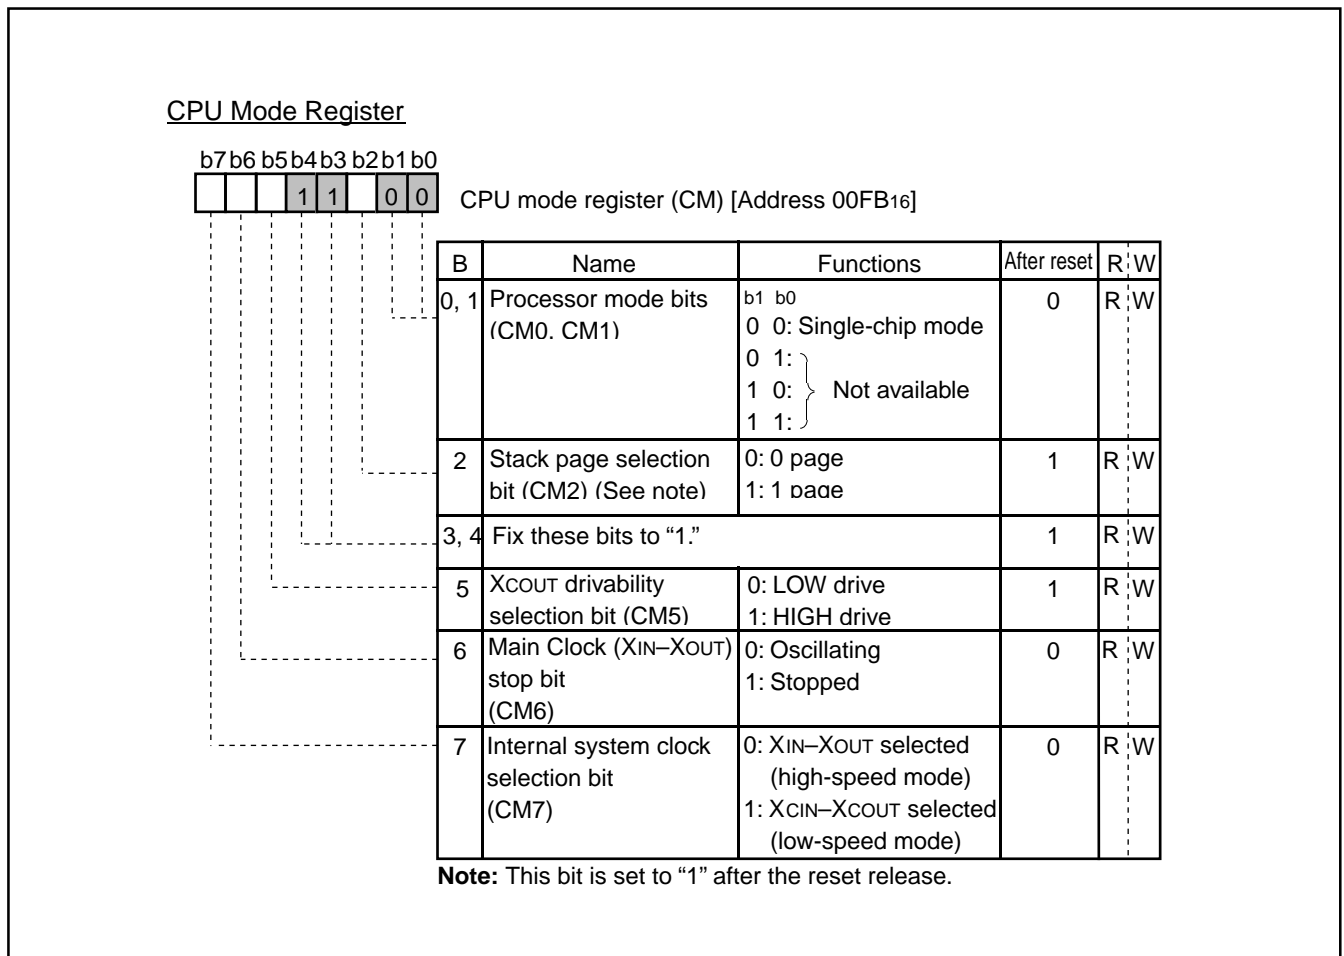 CPU Mode Register
b7 b6 b5 b4 b3 b2 b1 b0
1 1 0 0
CPU mode register (CM) [Address 00FB16]
B Name Functions After reset R W
0, 1 Processor mode bits (CM0, CM1) b1 b0 0 R W
0 0: Single-chip mode
0 1:
1 0: Not available
1 1:
2 Stack page selection 0: 0 page 1 R W
bit (CM2) (See note) 1: 1 page
3, 4 Fix these bits to “1.” 1 R W
5 XCOUT drivability 0: LOW drive 1 R W
selection bit (CM5) 1: HIGH drive
6 Main Clock (XIN–XOUT) 0: Oscillating 0 R W
stop bit 1: Stopped
(CM6)
7 Internal system clock 0: XIN–XOUT selected 0 R W
selection bit (high-speed mode)
(CM7) 1: XCIN–XCOUT selected
(low-speed mode)
Note: This bit is set to “1” after the reset release.